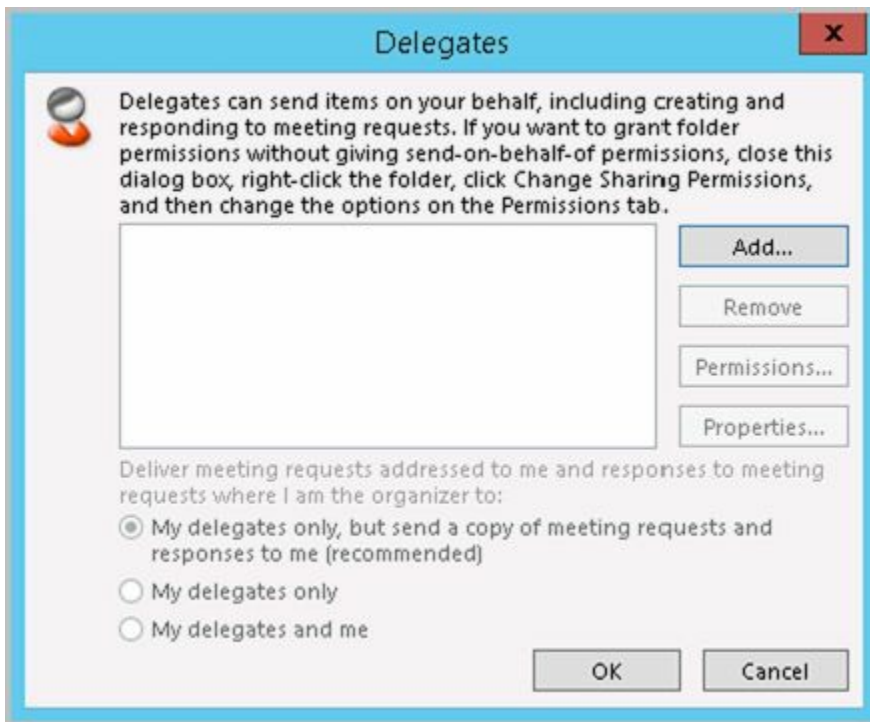 Delegates
x
Delegates can send items on your behalf, including creating and
responding to meeting requests. If you want to grant folder
permissions without giving send-on-behalf-of permissions, close this
dialog box, right-click the folder, click Change Sharing Permissions,
and then change the options on the Permissions tab.
Add...
Remove
Permissions...
Properties...
Deliver meeting requests addressed to me and responses to meeting
requests where I am the organizer to:
My delegates only, but send a copy of meeting requests and
responses to me (recommended)
My delegates only
My delegates and me
OK
Cancel